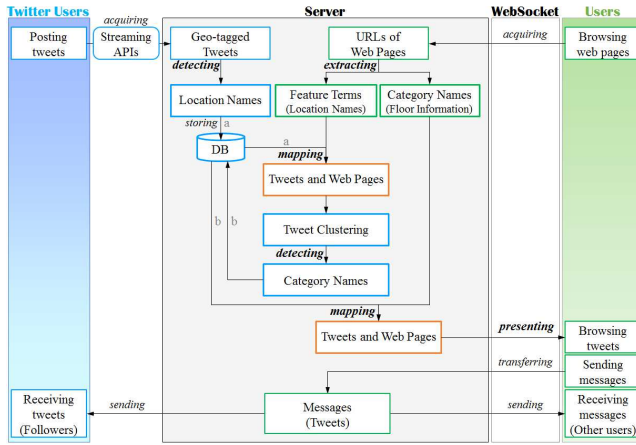 Twitter Users
Server
WebSocket
Users
Posting
tweets
acquiring
Streaming
APIs
Geo-tagged
Tweets
URLs of
Web Pages
acquiring
Browsing
web pages
detecting
extracting
Location Names
Feature Terms
(Location Names)
Category Names
(Floor Information)
storing
a
DB
a
mapping
Tweets and Web Pages
b
b
Tweet Clustering
detecting
Category Names
mapping
Tweets and Web Pages
presenting
Browsing
tweets
transferring
Sending
messages
Receiving
tweets
(Followers)
sending
Messages
(Tweets)
sending
Receiving
messages
(Other users)